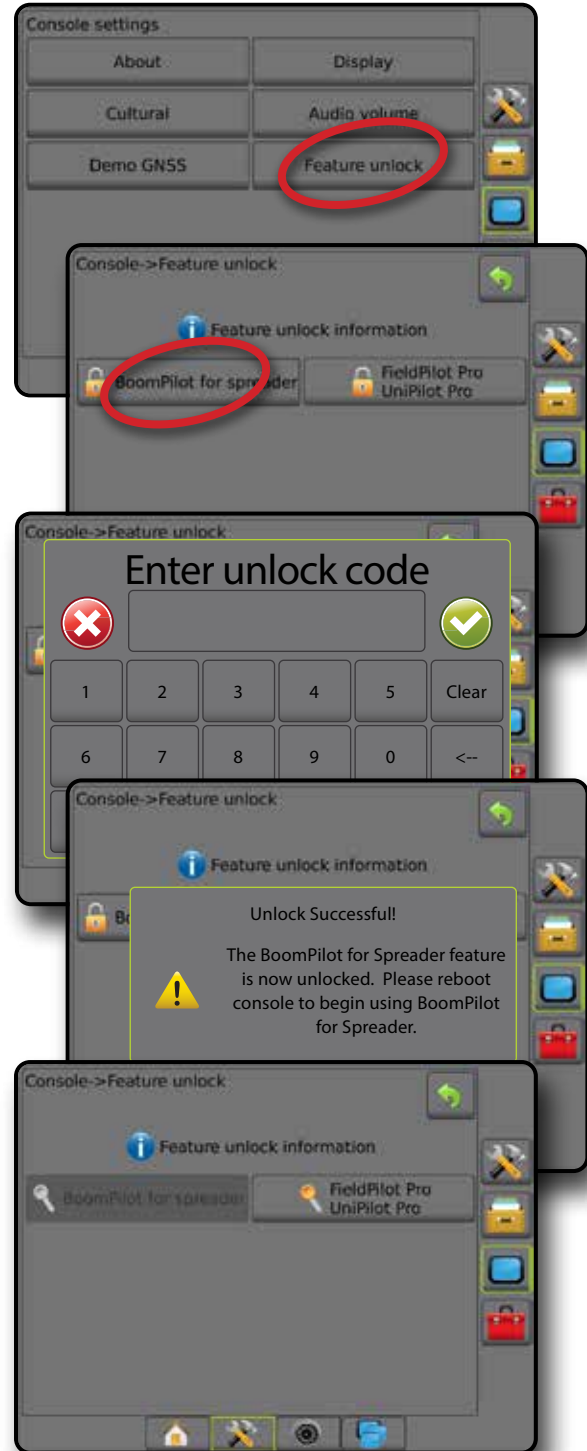 Console settings
About
Display
Cultural
Audio volume
Demo GNSS
Feature unlock
Console->Feature unlock
Feature unlock information
BoomPilot for spreader
FieldPilot Pro
UniPilot Pro
Console->Feature unlock
Enter unlock code
1 2 3 4 5 Clear
6 7 8 9 0 <--
Console->Feature unlock
Feature unlock information
Unlock Successful!
The BoomPilot for Spreader feature
is now unlocked. Please reboot
console to begin using BoomPilot
for Spreader.
Console->Feature unlock
Feature unlock information
BoomPilot for spreader
FieldPilot Pro
UniPilot Pro